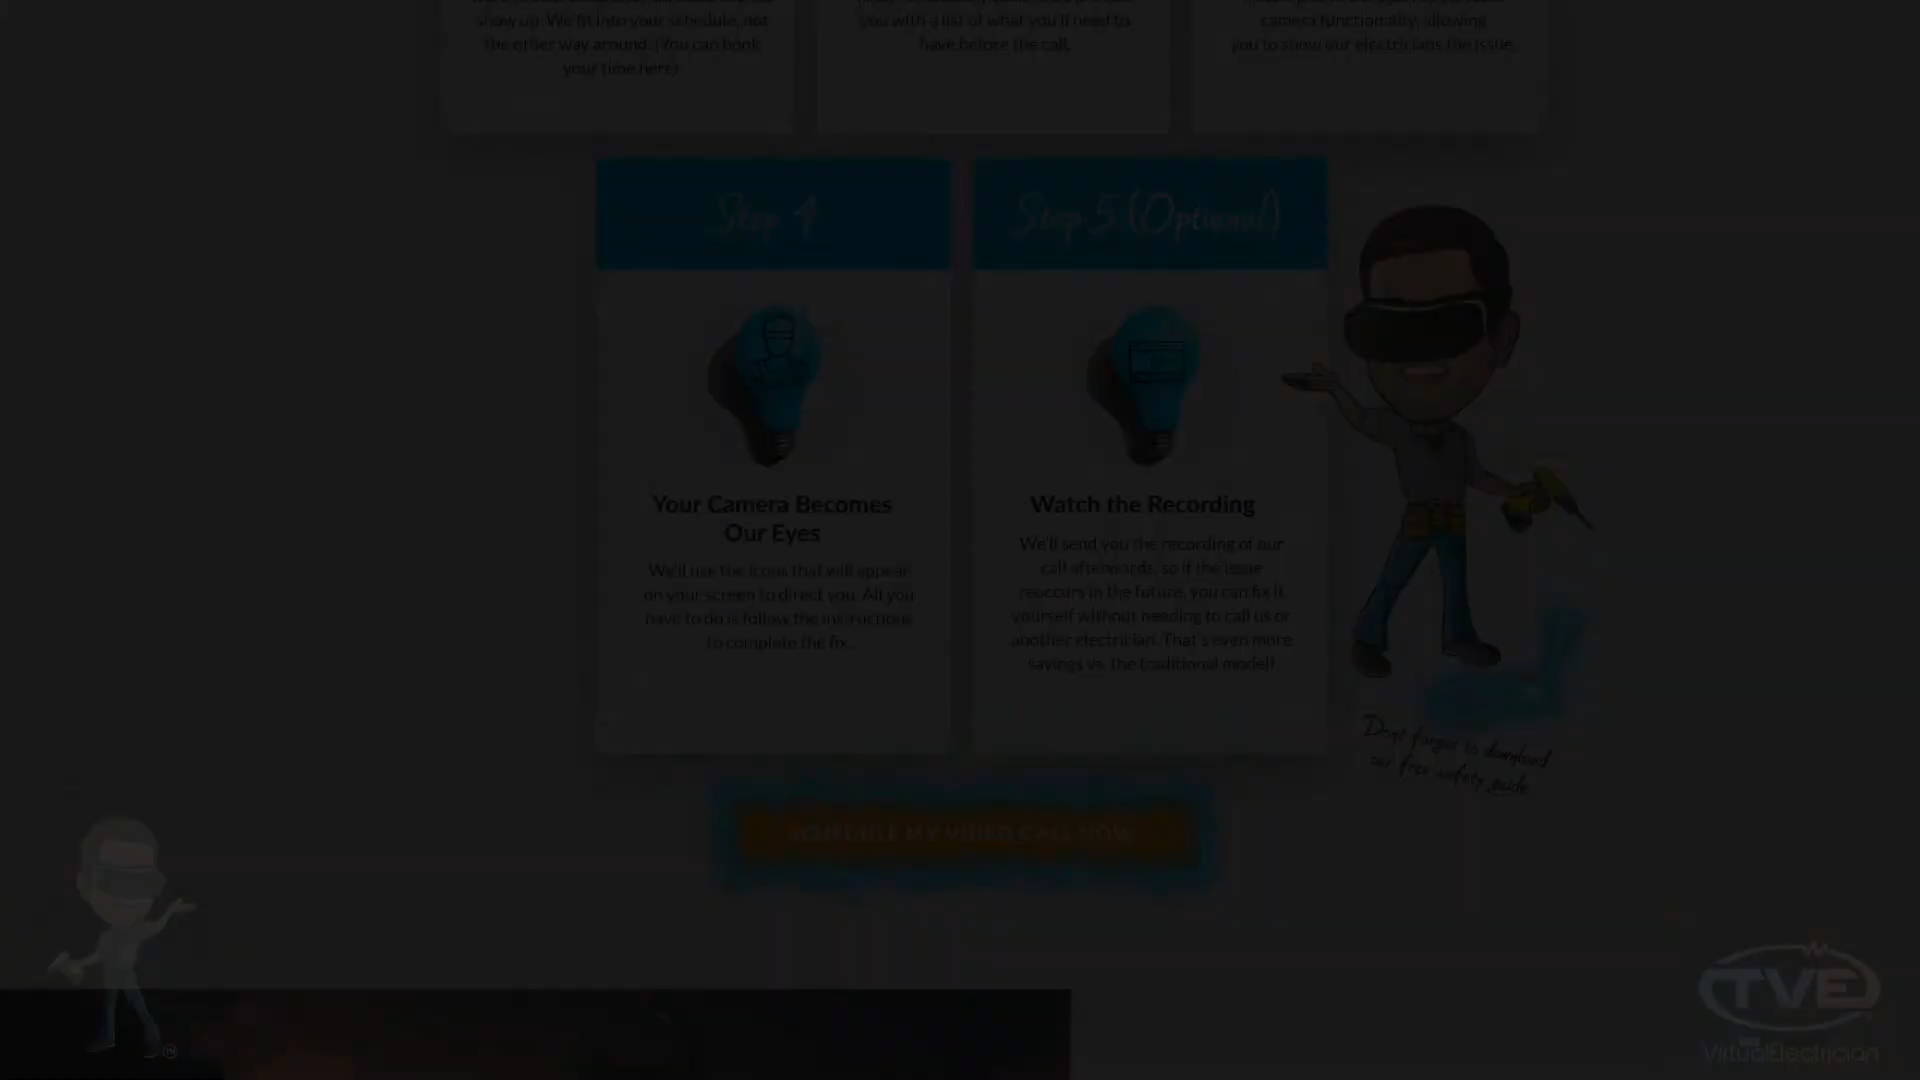 show up. We fit into your schedule, not
the other way around. (You can book
your time here)
you with a list of what you'll need to
have before the call.
camera functionality, allowing
you to show our electricians the issue.
Step 4
Your Camera Becomes
Our Eyes
We'll use the icons that will appear
on your screen to direct you. All you
have to do is follow the instructions
to complete the fix.
Step 5 (Optional)
Watch the Recording
We'll send you the recording of our
call afterwards, so if the issue
reoccurs in the future, you can fix it
yourself without needing to call us or
another electrician. That's even more
savings vs. the traditional model!
Don't forget to download
our free safety guide
SCHEDULE MY VIDEO CALL NOW
TVE
VirtualElectrician